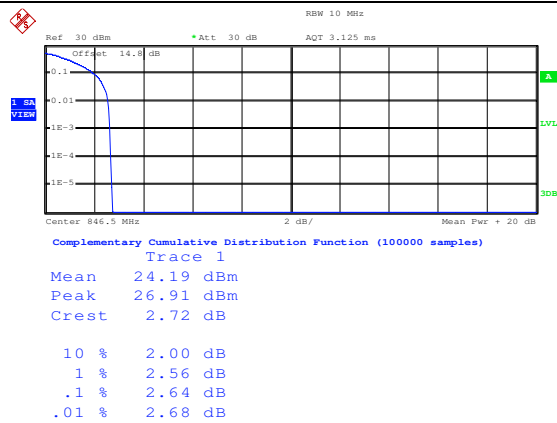 RBW 10 MHz
Ref 30 dBm *Att 30 dB AQT 3.125 ms
Offset 14.8 dB
0.1
A
1 SA
VIEW
0.01
1E-3
LVL
1E-4
1E-5
3DB
Center 846.5 MHz 2 dB/ Mean Pwr + 20 dB
Complementary Cumulative Distribution Function (100000 samples)
Trace 1
Mean 24.19 dBm
Peak 26.91 dBm
Crest 2.72 dB
10 % 2.00 dB
1 % 2.56 dB
.1 % 2.64 dB
.01 % 2.68 dB